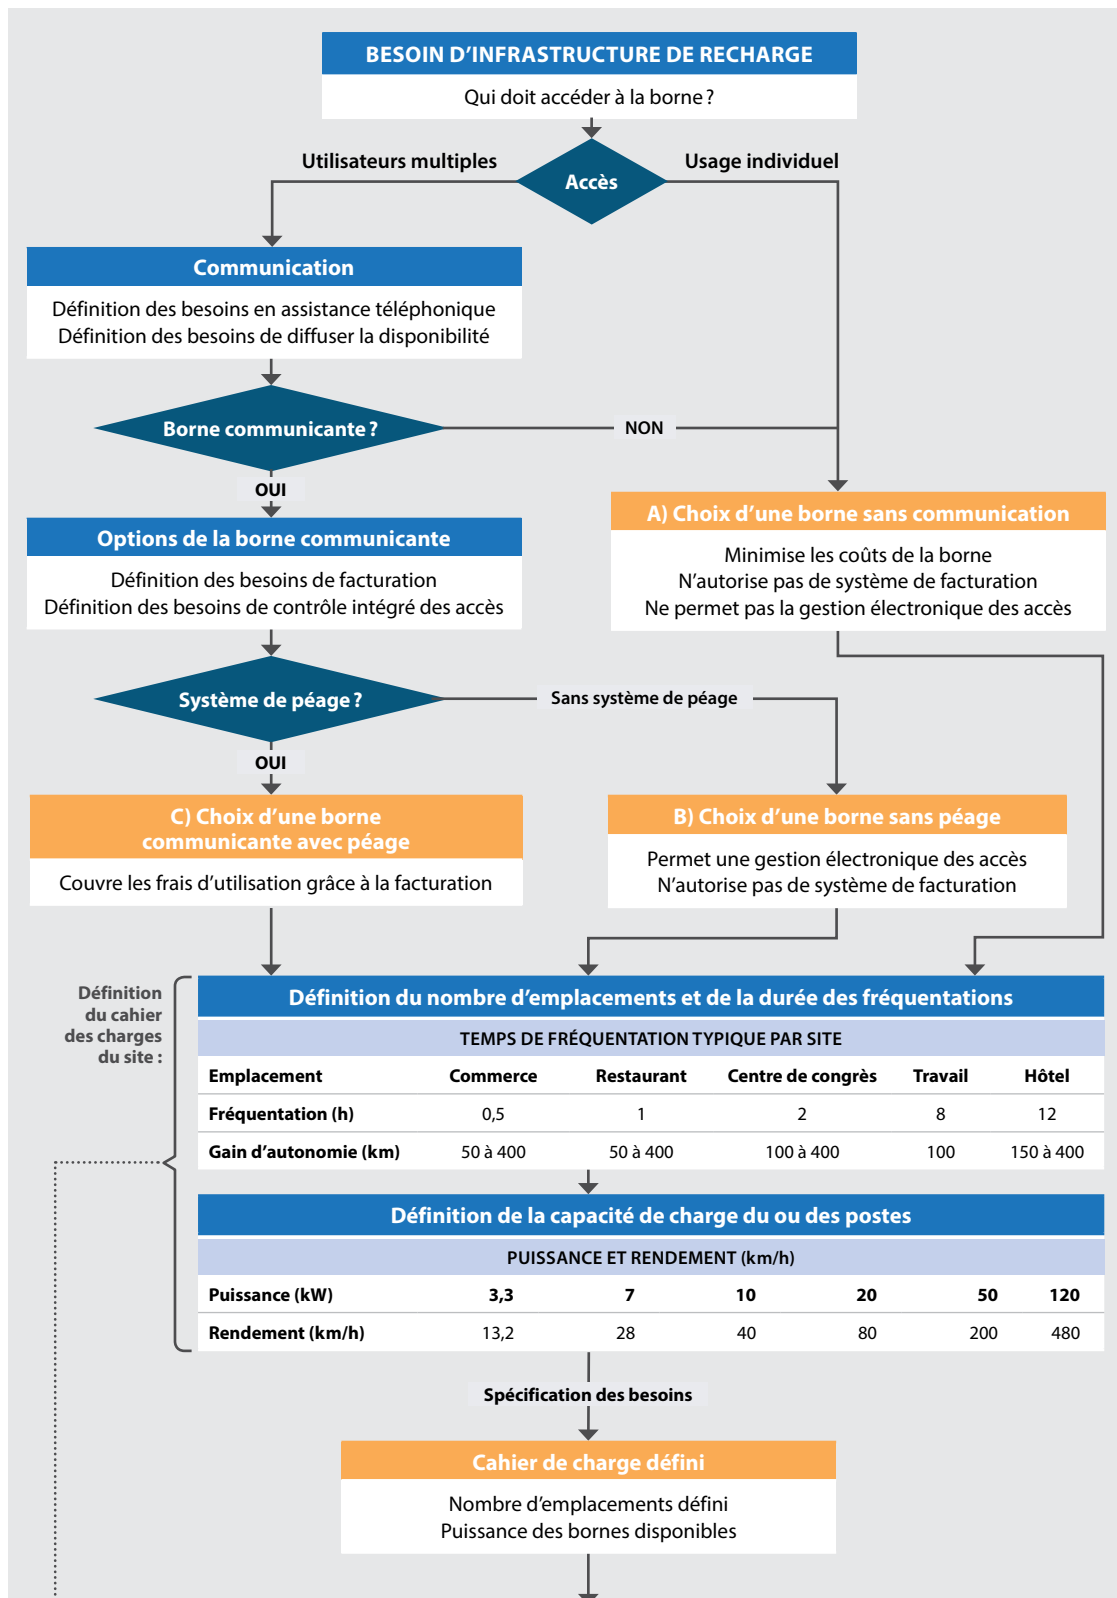 BESOIN D’INFRASTRUCTURE DE RECHARGE
Qui doit accéder à la borne ?
Utilisateurs multiples
Usage individuel
Accès
Communication
Définition des besoins en assistance téléphonique
Définition des besoins de diffuser la disponibilité
Borne communicante ?
NON
OUI
A) Choix d’une borne sans communication
Minimise les coûts de la borne
N’autorise pas de système de facturation
Ne permet pas la gestion électronique des accès
Options de la borne communicante
Définition des besoins de facturation
Définition des besoins de contrôle intégré des accès
Système de péage ?
Sans système de péage
OUI
C) Choix d’une borne
communicante avec péage
Couvre les frais d’utilisation grâce à la facturation
B) Choix d’une borne sans péage
Permet une gestion électronique des accès
N’autorise pas de système de facturation
Définition
du cahier
des charges
du site :
Définition du nombre d’emplacements et de la durée des fréquentations
TEMPS DE FRÉQUENTATION TYPIQUE PAR SITE
Emplacement Commerce Restaurant Centre de congrès Travail Hôtel
Fréquentation (h) 0,5 1 2 8 12
Gain d’autonomie (km) 50 à 400 50 à 400 100 à 400 100 150 à 400
Définition de la capacité de charge du ou des postes
PUISSANCE ET RENDEMENT (km/h)
Puissance (kW) 3,3 7 10 20 50 120
Rendement (km/h) 13,2 28 40 80 200 480
Spécification des besoins
Cahier de charge défini
Nombre d’emplacements défini
Puissance des bornes disponibles